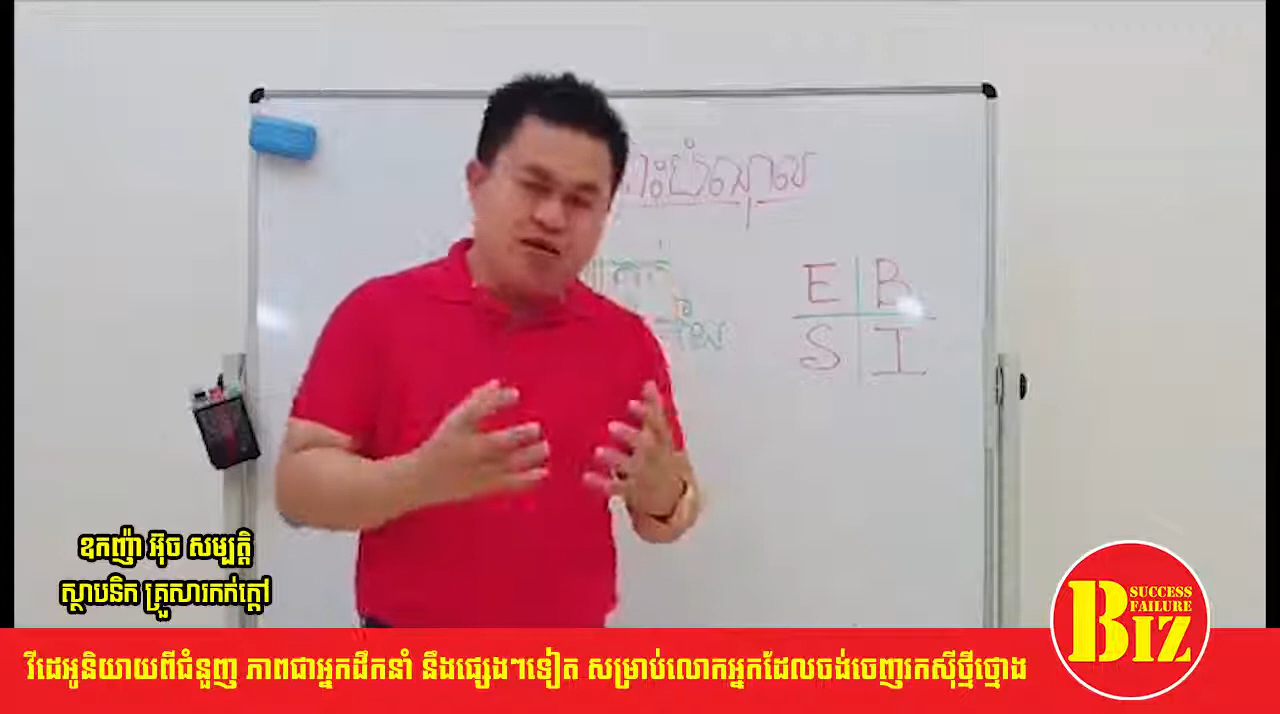 E B
S I
ឧកញ៉ា អ៊ុច សម្បត្តិ
ស្ថាបនិក គ្រួសារកក់ក្តៅ
SUCCESS
FAILURE
BIZ
វីដេអូនិយាយពីជំនួញ ភាពជាអ្នកដឹកនាំ នឹងផ្សេងៗទៀត សម្រាប់លោកអ្នកដែលចង់ចេញរកស៊ីថ្មីថ្មោង